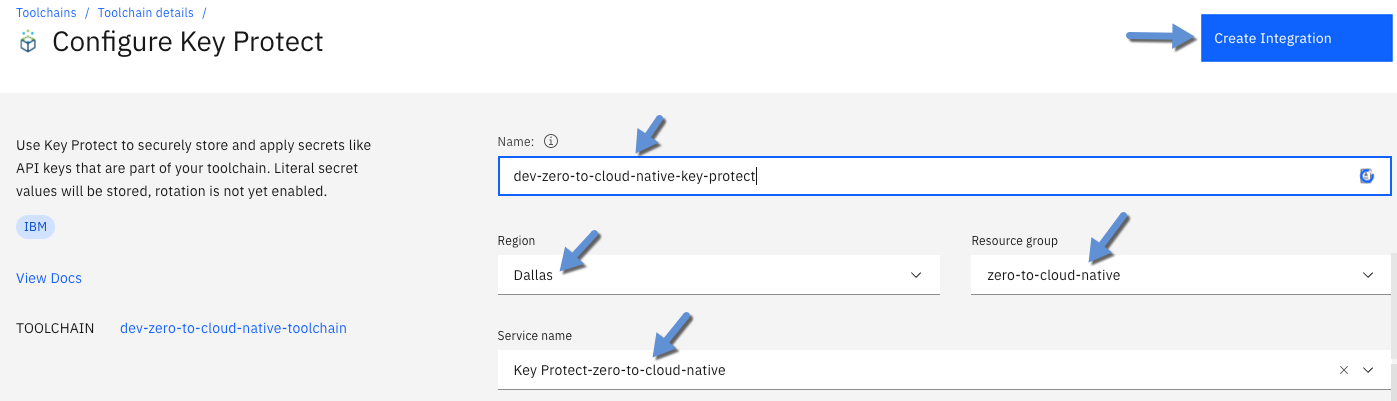 Toolchains / Toolchain details /
Configure Key Protect
Create Integration
Use Key Protect to securely store and apply secrets like
API keys that are part of your toolchain. Literal secret
values will be stored, rotation is not yet enabled.
IBM
View Docs
TOOLCHAIN dev-zero-to-cloud-native-toolchain
Name:
dev-zero-to-cloud-native-key-protect
Region
Dallas
Resource group
zero-to-cloud-native
Service name
Key Protect-zero-to-cloud-native